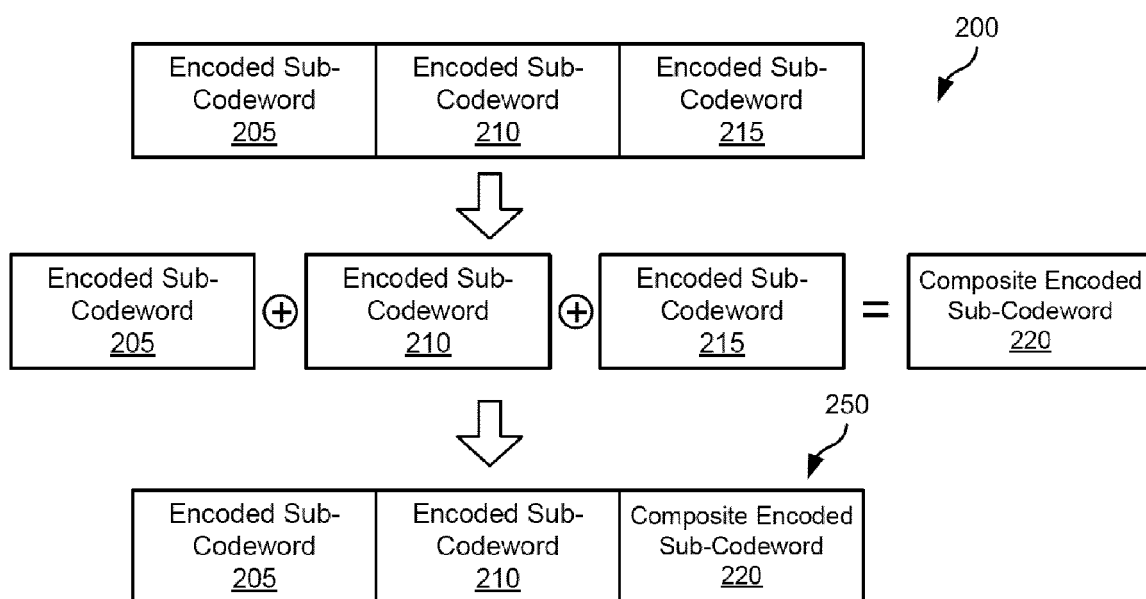 200
Encoded Sub-
Codeword
205
Encoded Sub-
Codeword
210
Encoded Sub-
Codeword
215
Encoded Sub-
Codeword
205
+
Encoded Sub-
Codeword
210
+
Encoded Sub-
Codeword
215
=
Composite Encoded
Sub-Codeword
220
250
Encoded Sub-
Codeword
205
Encoded Sub-
Codeword
210
Composite Encoded
Sub-Codeword
220